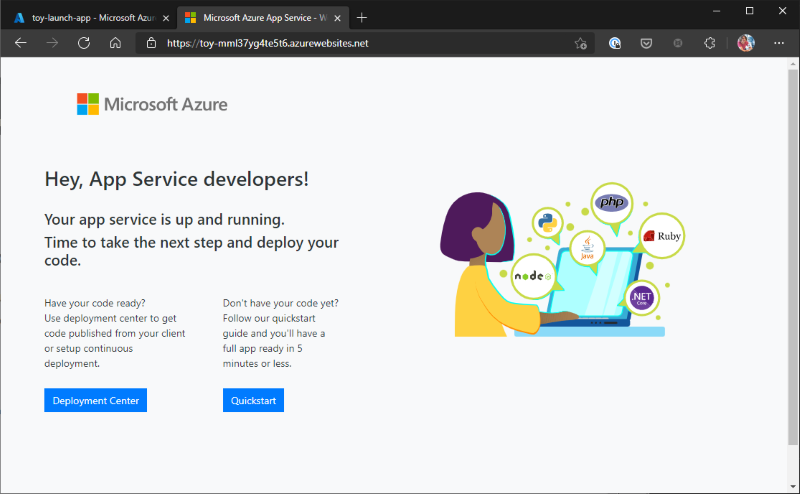 toy-launch-app - Microsoft Azur
Microsoft Azure App Service - W
https://toy-mml37yg4te5t6.azurewebsites.net
Microsoft Azure
Hey, App Service developers!
Your app service is up and running.
Time to take the next step and deploy your
code.
Have your code ready?
Use deployment center to get
code published from your client
or setup continuous
deployment.
Deployment Center
Don't have your code yet?
Follow our quickstart
guide and you'll have a
full app ready in 5
minutes or less.
Quickstart
php
Ruby
Java
node
.NET
Core